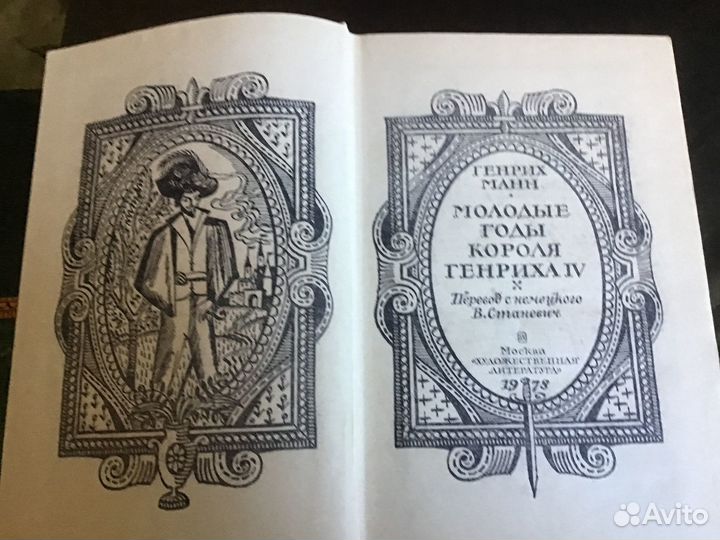 ГЕНРИХ
МАНН
МОЛОДЫЕ
ГОДЫ
КОРОЛЯ
ГЕНРИХА IV
Перевод с немецкого
В. Станевич
Москва
«ХУДОЖЕСТВЕННАЯ
ЛИТЕРАТУРА»
1978
Avito